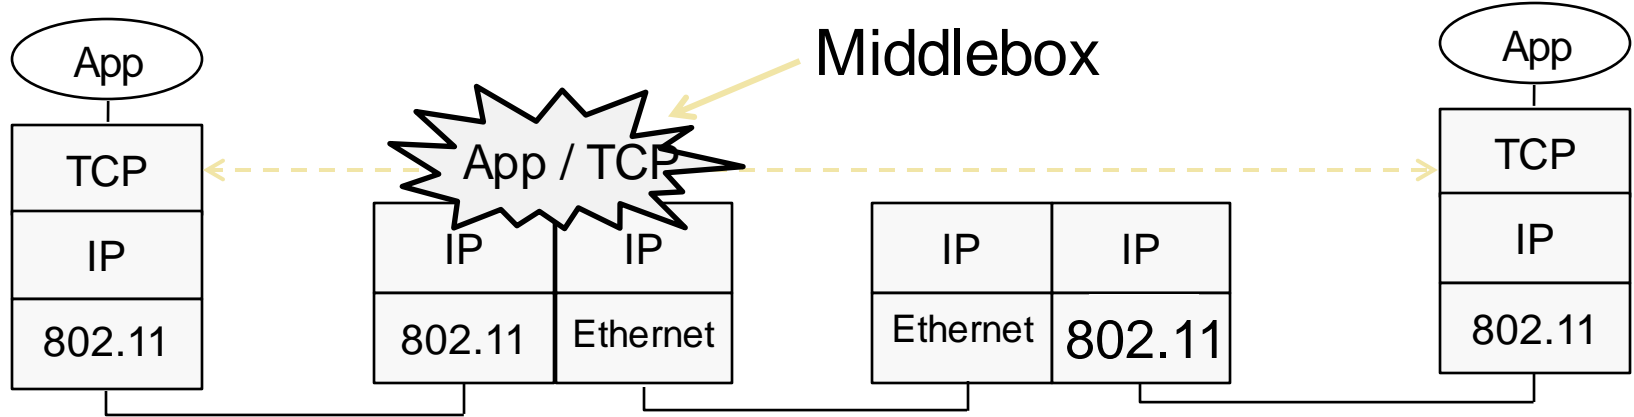 App
TCP
IP
802.11
Middlebox
App / TCP
IP
IP
802.11
Ethernet
IP
IP
Ethernet
802.11
App
TCP
IP
802.11